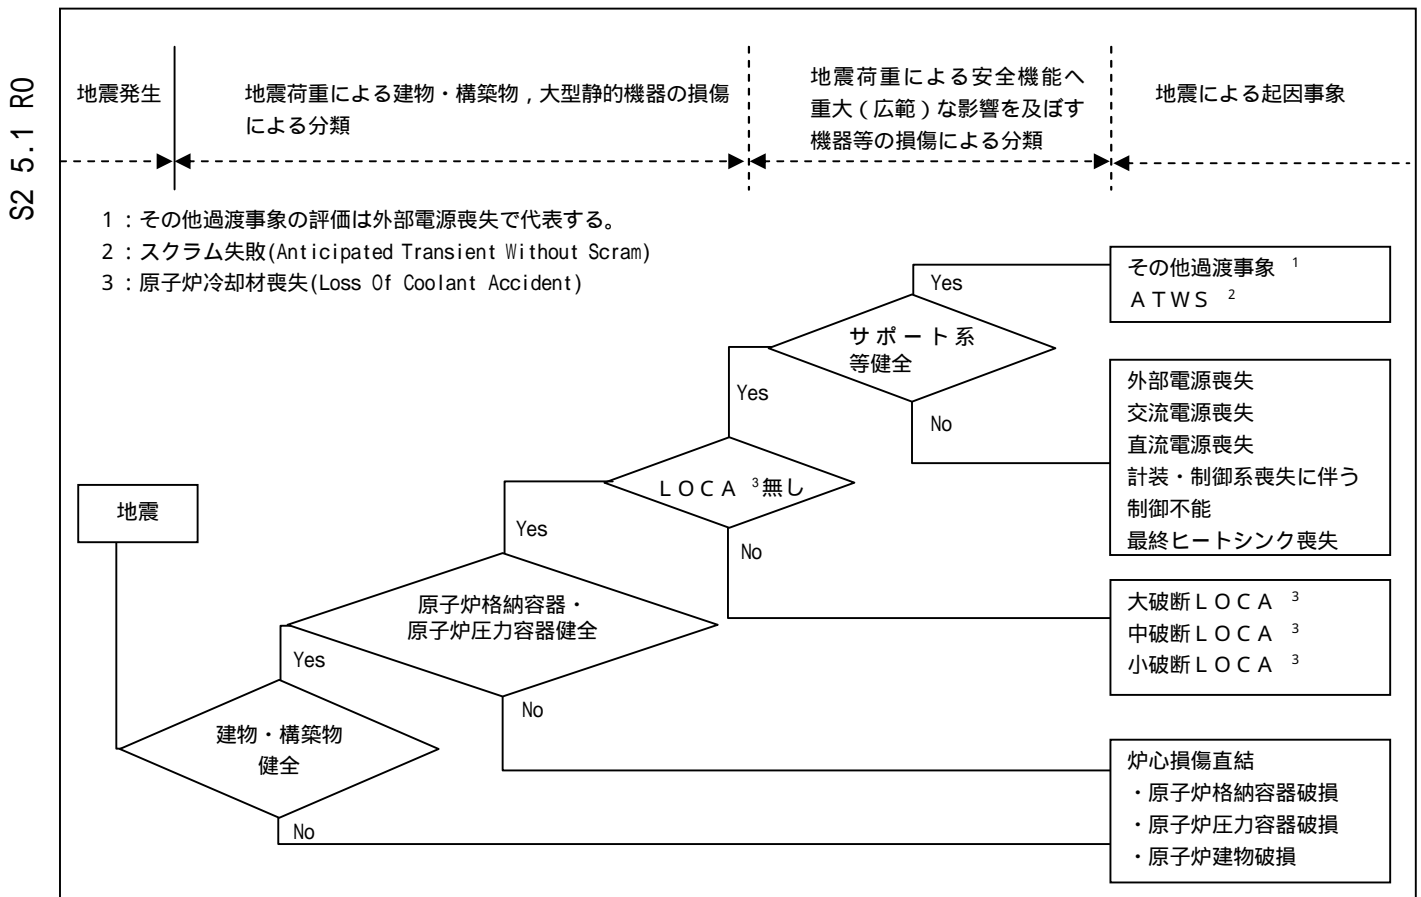 S2 5.1 R0
地震発生
地震荷重による建物・構築物，大型静的機器の損傷
による分類
地震荷重による安全機能へ
重大（広範）な影響を及ぼす
機器等の損傷による分類
地震による起因事象
1：その他過渡事象の評価は外部電源喪失で代表する。
2：スクラム失敗(Anticipated Transient Without Scram)
3：原子炉冷却材喪失(Loss Of Coolant Accident)
その他過渡事象 1
ＡＴＷＳ 2
Yes
サポート系
等健全
No
外部電源喪失
交流電源喪失
直流電源喪失
計装・制御系喪失に伴う
制御不能
最終ヒートシンク喪失
Yes
ＬＯＣＡ 3無し
No
地震
Yes
原子炉格納容器・
原子炉圧力容器健全
No
大破断ＬＯＣＡ 3
中破断ＬＯＣＡ 3
小破断ＬＯＣＡ 3
Yes
建物・構築物
健全
No
炉心損傷直結
・原子炉格納容器破損
・原子炉圧力容器破損
・原子炉建物破損